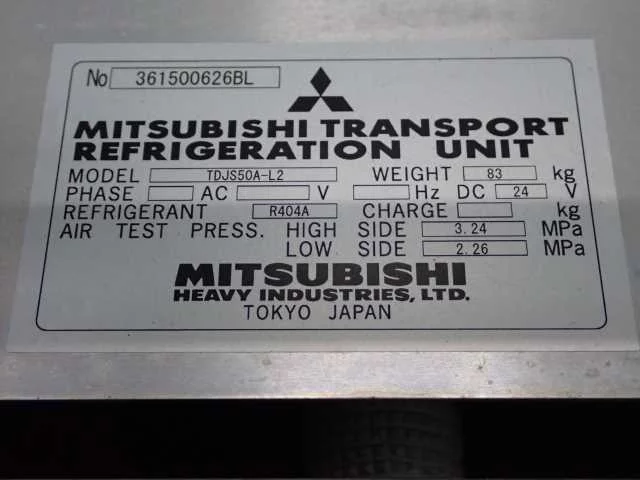 No 361500626BL
MITSUBISHI TRANSPORT
REFRIGERATION UNIT
MODEL TDJS50A-L2 WEIGHT 83 kg
PHASE AC V Hz DC 24 V
REFRIGERANT R404A CHARGE kg
AIR TEST PRESS. HIGH SIDE 3.24 MPa
LOW SIDE 2.26 MPa
MITSUBISHI
HEAVY INDUSTRIES, LTD.
TOKYO JAPAN